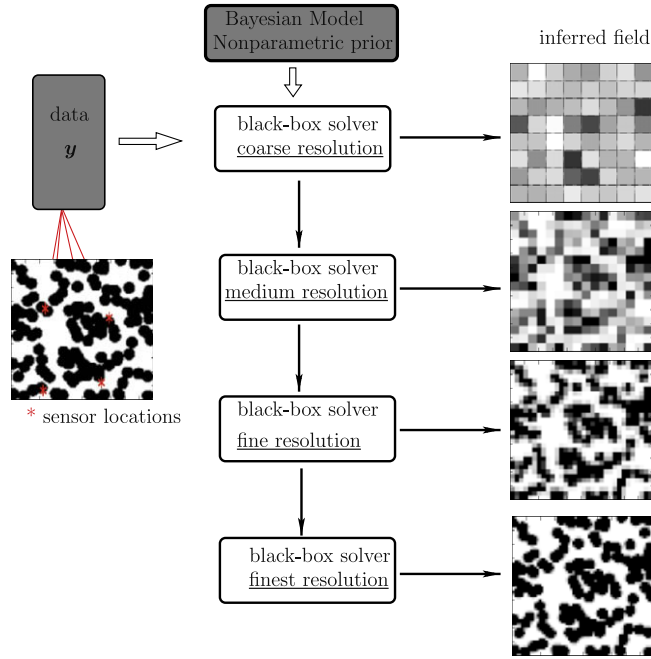 Bayesian Model
Nonparametric prior
inferred field
data
y
black-box solver
coarse resolution
black-box solver
medium resolution
* sensor locations
black-box solver
fine resolution
black-box solver
finest resolution